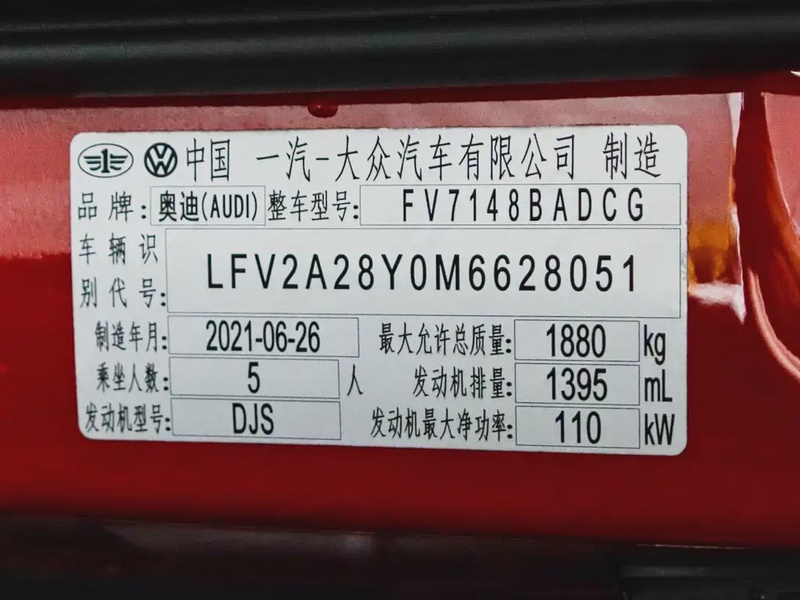 中国 一汽-大众汽车有限公司 制造
品牌: 奥迪(AUDI) 整车型号: FV7148BADCG
车辆识别代号: LFV2A28Y0M6628051
制造年月: 2021-06-26 最大允许总质量: 1880 kg
乘坐人数: 5 人 发动机排量: 1395 mL
发动机型号: DJS 发动机最大净功率: 110 kW